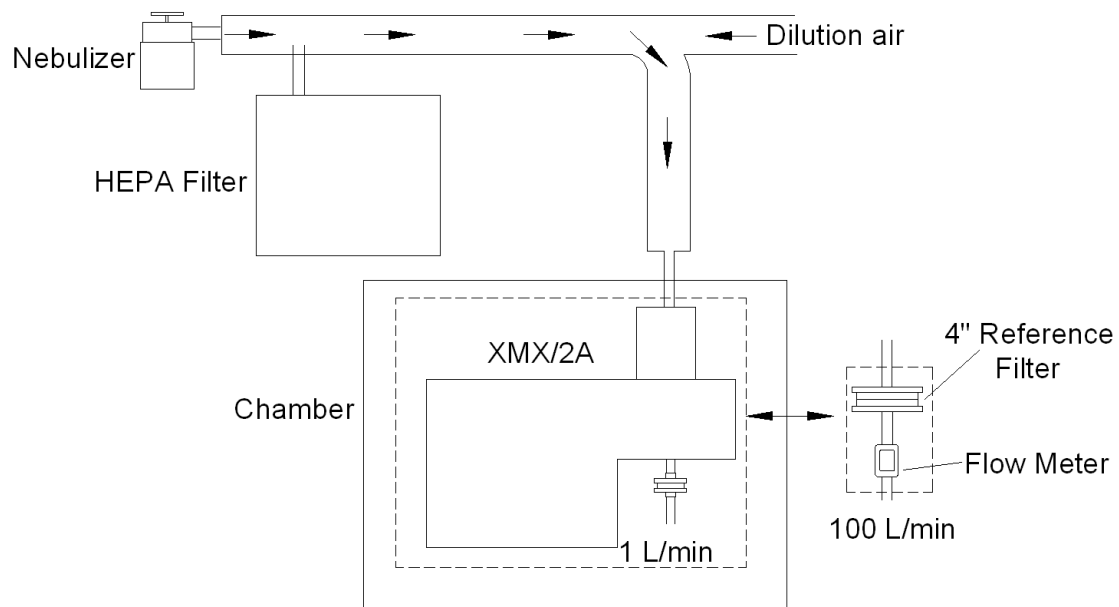 Nebulizer
Dilution air
HEPA Filter
XMX/2A
4" Reference
Filter
Chamber
Flow Meter
100 L/min
1 L/min